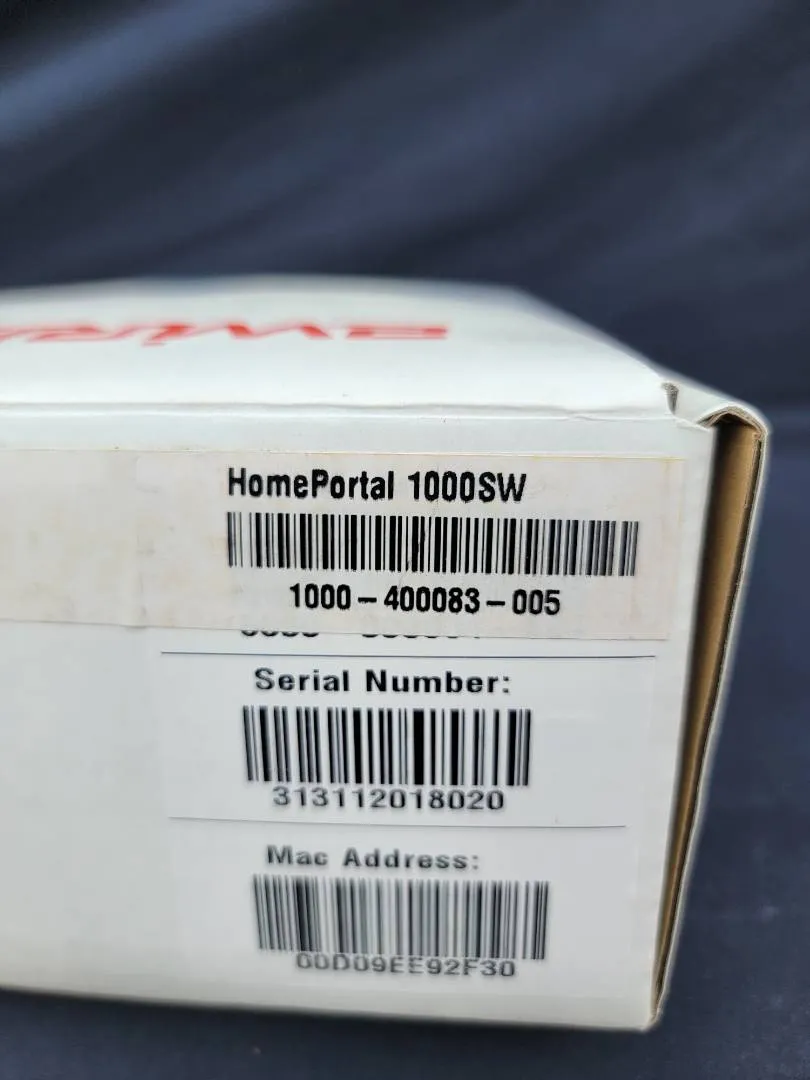 HomePortal 1000SW
1000-400083-005
Serial Number:
313112018020
Mac Address:
00D09EE92F30